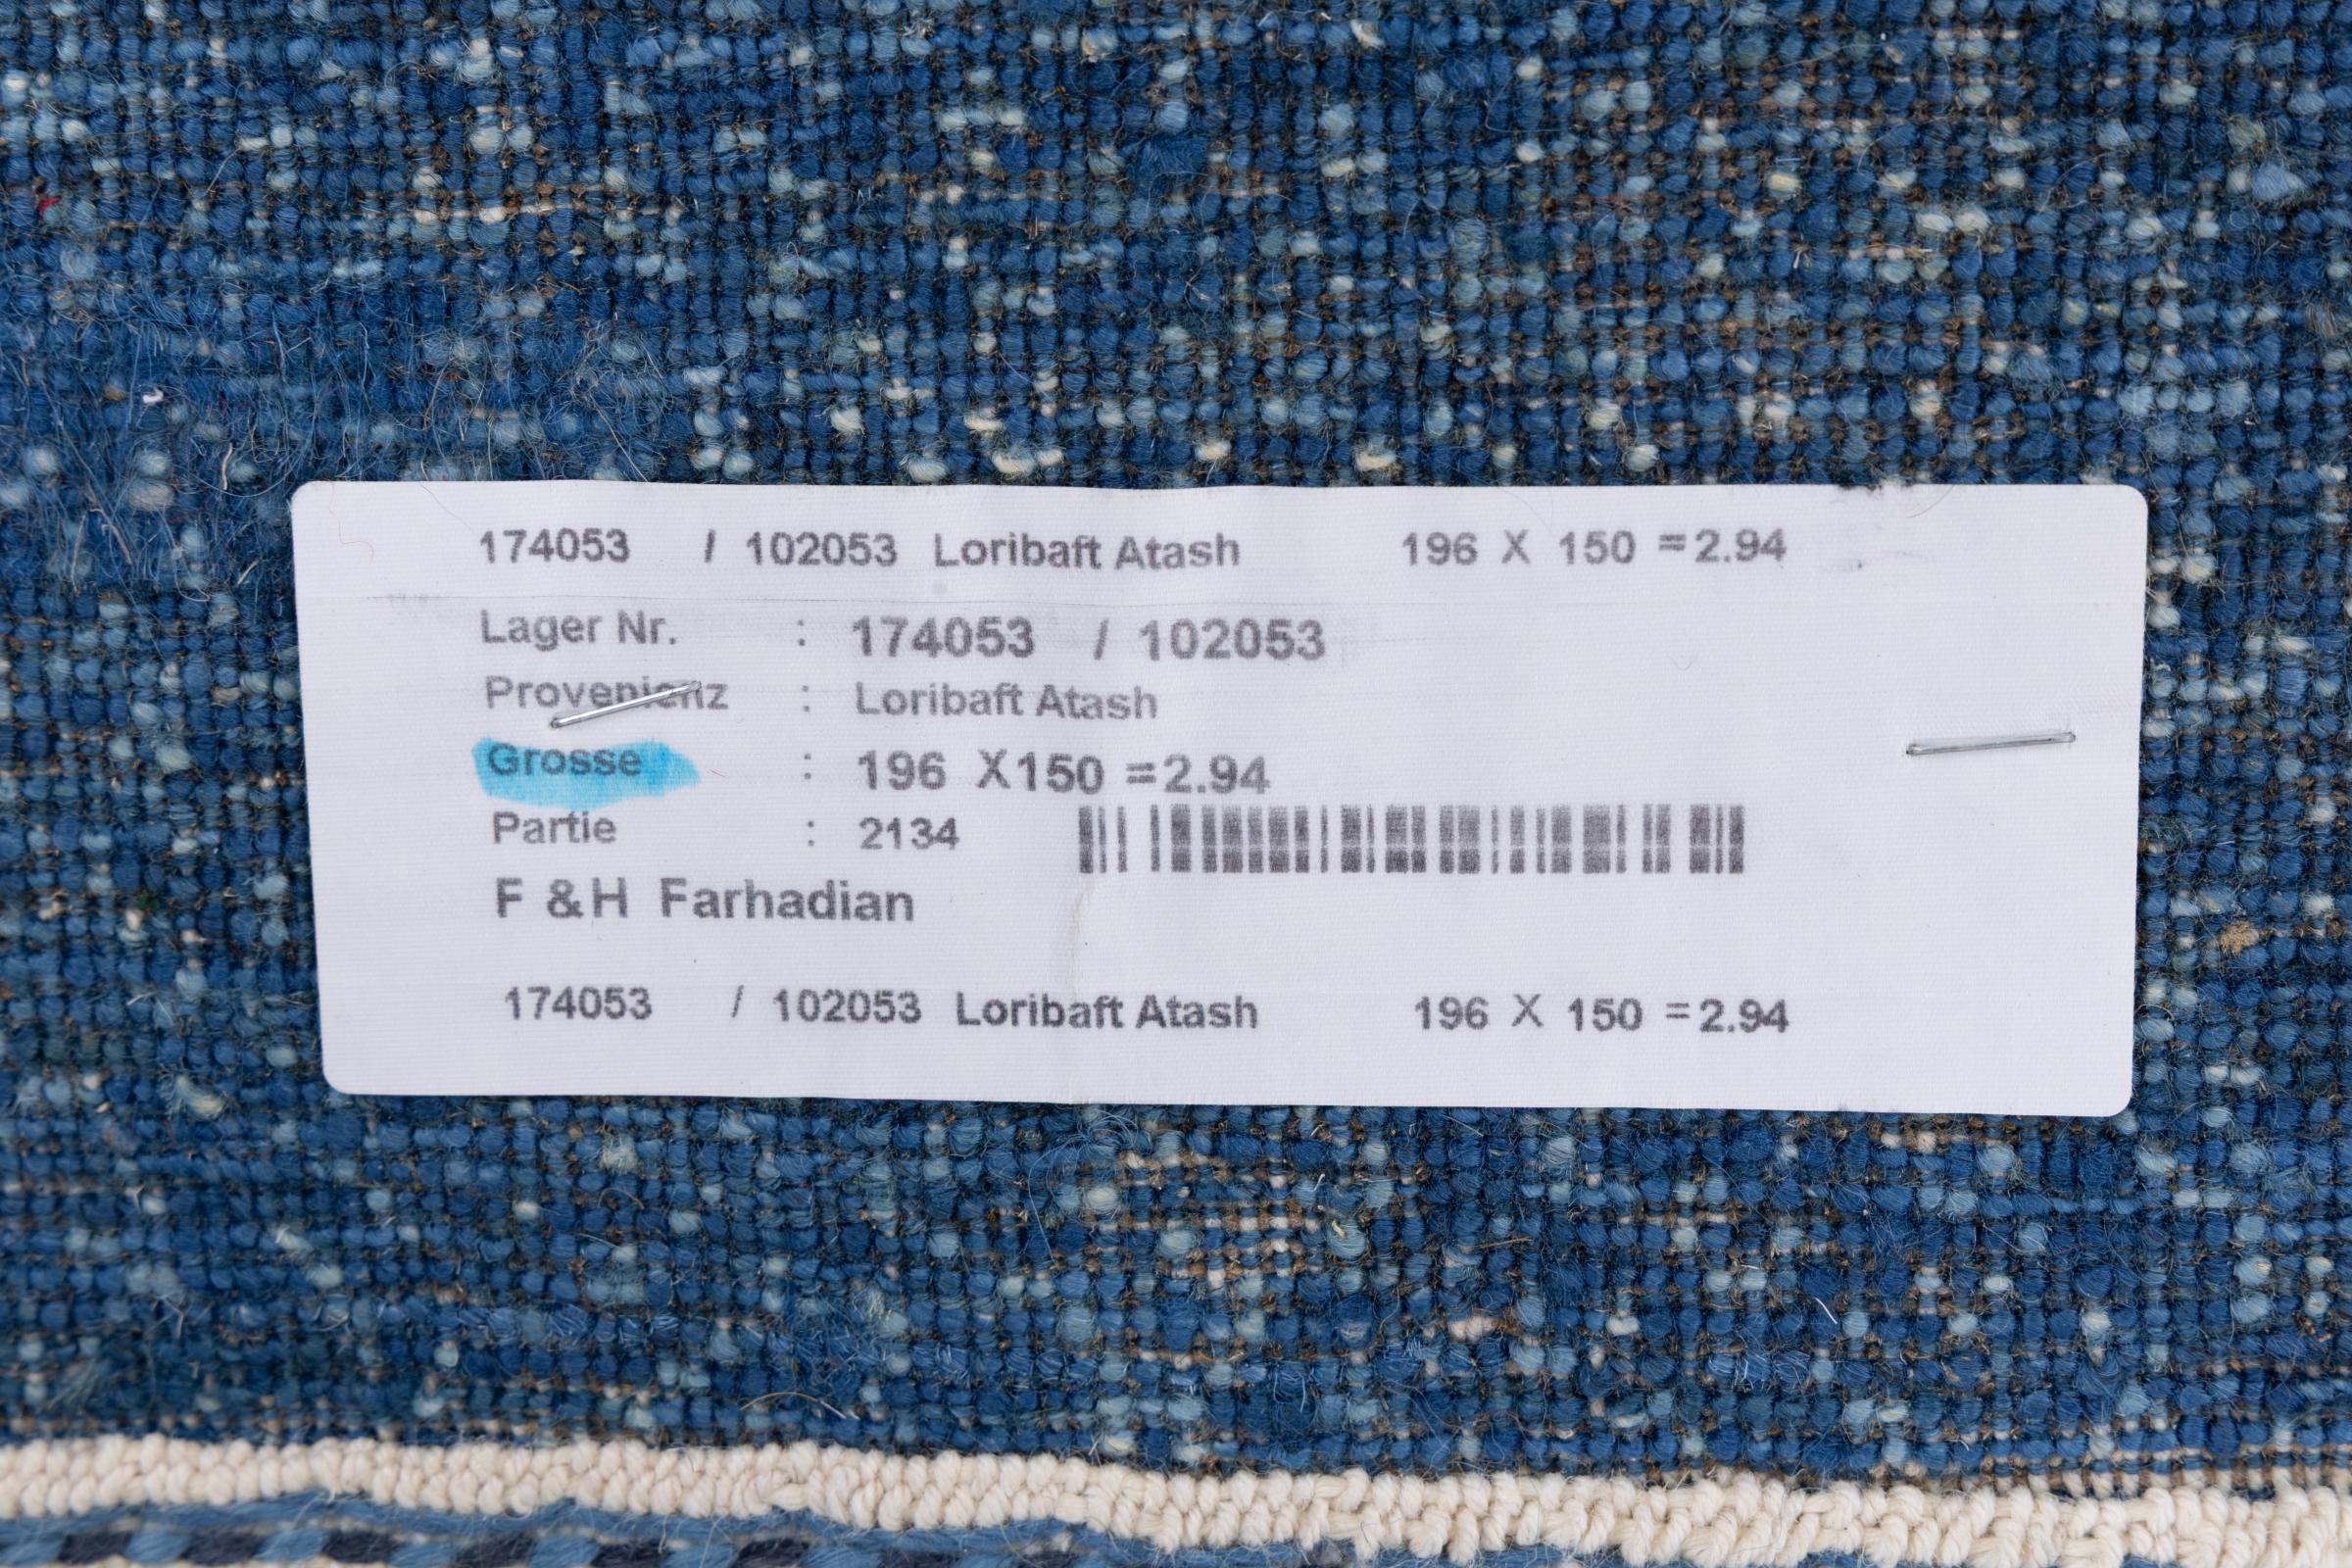 174053 / 102053 Loribaft Atash 196 X 150 =2.94
Lager Nr. : 174053 / 102053
Provenienz : Loribaft Atash
Grosse : 196 X150 =2.94
Partie : 2134
F & H Farhadian
174053 / 102053 Loribaft Atash 196 X 150 =2.94